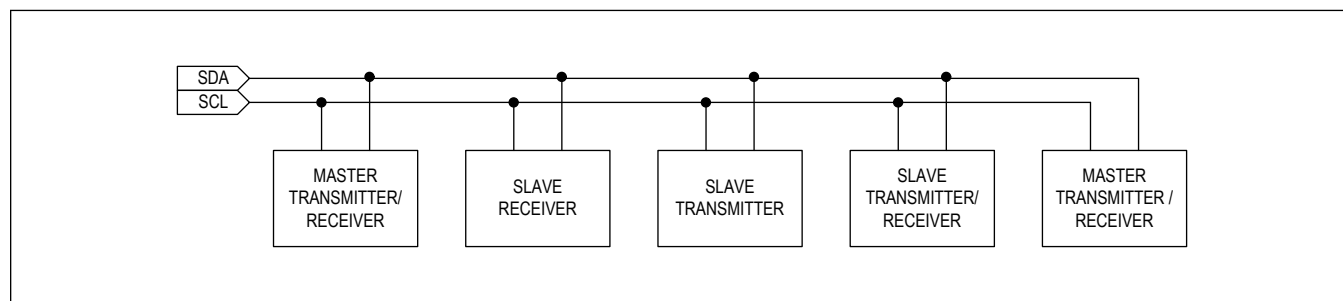 SDA
SCL
MASTER
TRANSMITTER/
RECEIVER
SLAVE
RECEIVER
SLAVE
TRANSMITTER
SLAVE
TRANSMITTER/
RECEIVER
MASTER
TRANSMITTER /
RECEIVER